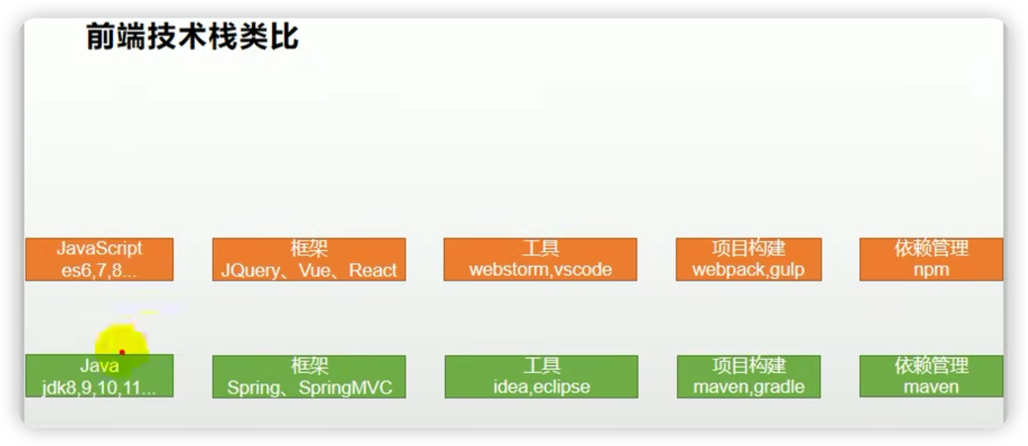 前端技术栈类比
JavaScript
es6,7,8...
框架
JQuery、Vue、React
工具
webstorm,vscode
项目构建
webpack,gulp
依赖管理
npm
Java
jdk8,9,10,11...
框架
Spring、SpringMVC
工具
idea,eclipse
项目构建
maven,gradle
依赖管理
maven